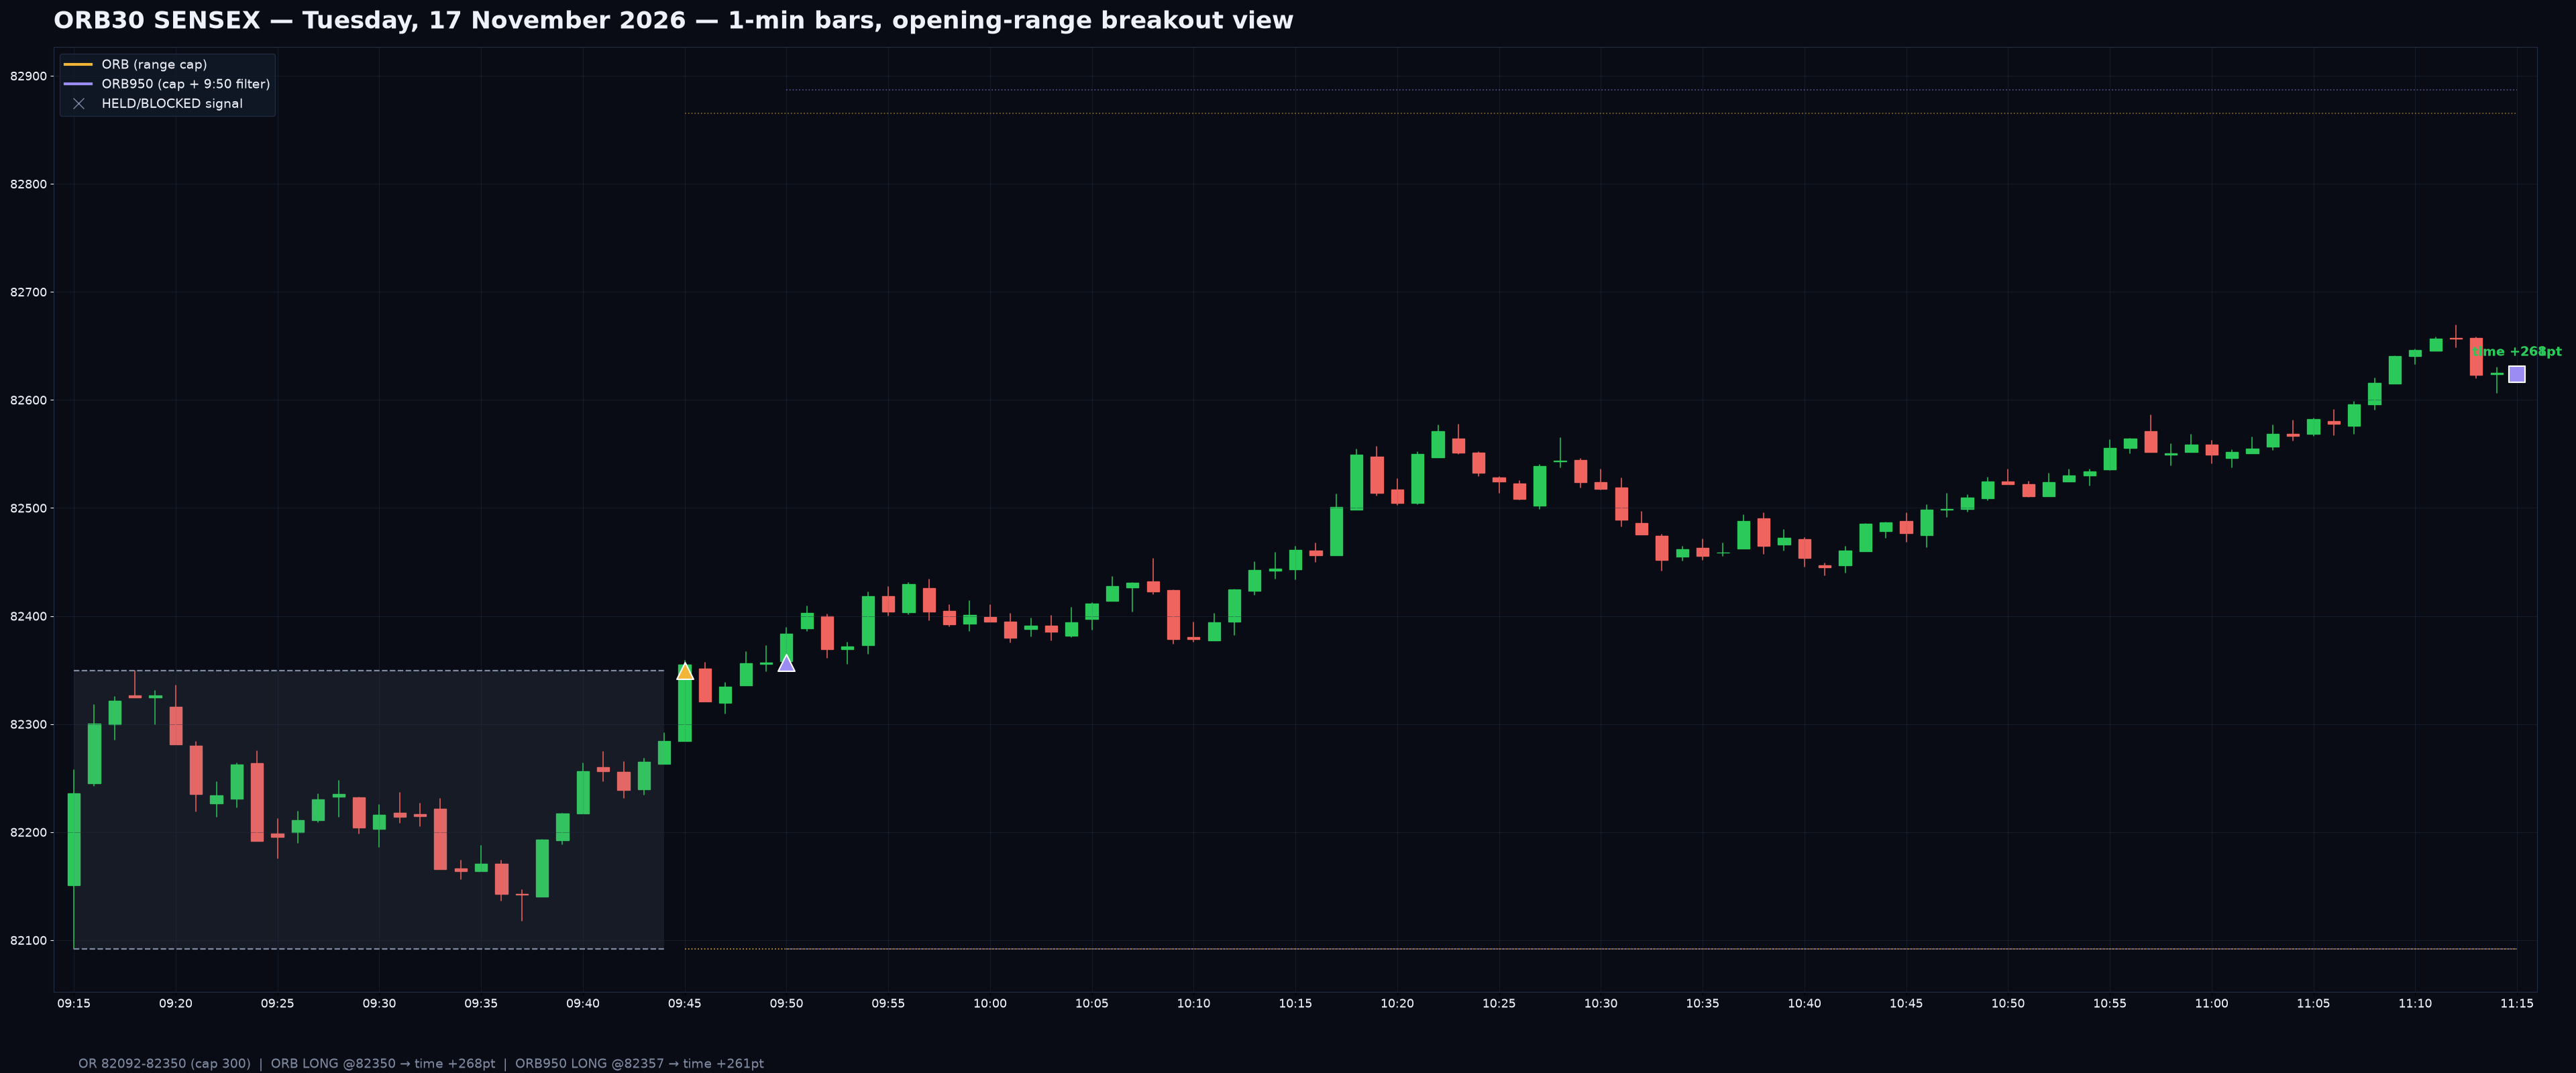 ORB30 SENSEX — Tuesday, 17 November 2026 — 1-min bars, opening-range breakout view
ORB (range cap)
ORB950 (cap + 9:50 filter)
HELD/BLOCKED signal
82900
82800
82700
82600
82500
82400
82300
82200
82100
09:15 09:20 09:25 09:30 09:35 09:40 09:45 09:50 09:55 10:00 10:05 10:10 10:15 10:20 10:25 10:30 10:35 10:40 10:45 10:50 10:55 11:00 11:05 11:10 11:15
OR 82092-82350 (cap 300) | ORB LONG @82350 → time +268pt | ORB950 LONG @82357 → time +261pt